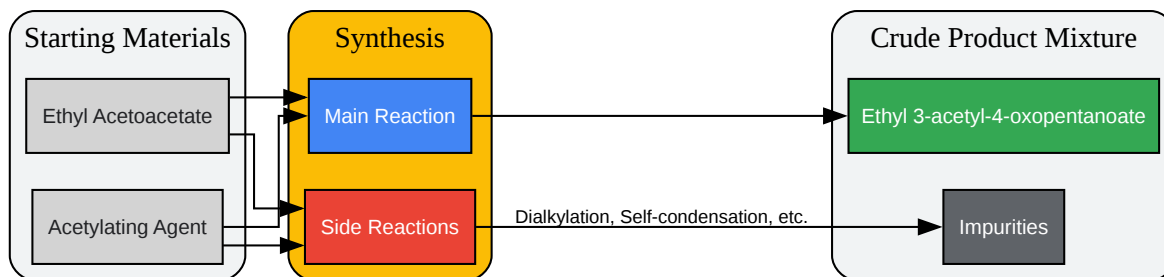 Starting Materials
Synthesis
Crude Product Mixture
Ethyl Acetoacetate
Main Reaction
Ethyl 3-acetyl-4-oxopentanoate
Acetylating Agent
Side Reactions
Dialkylation, Self-condensation, etc.
Impurities